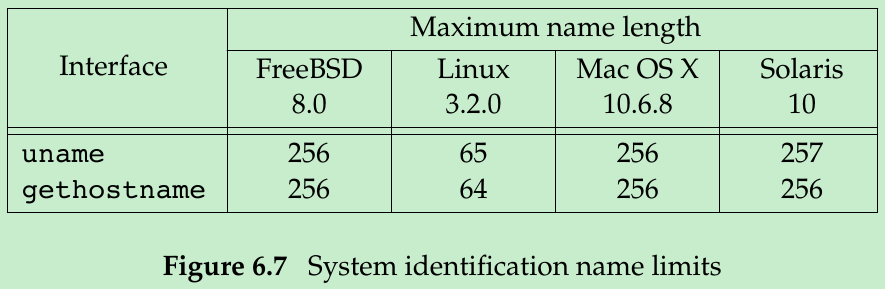 Interface
Maximum name length
FreeBSD Linux Mac OS X Solaris
8.0 3.2.0 10.6.8 10
uname 256 65 256 257
gethostname 256 64 256 256
Figure 6.7 System identification name limits